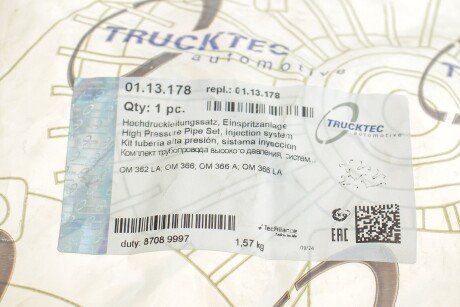 TRUCKTEC
automotive
01.13.178 repl.: 01.13.178
Qty: 1 pc.
Hochdruckleitungssatz, Einspritzanlage
High Pressure Pipe Set, injection system
Kit tuberia alta presión, sistema inyección
Комплект трубопровода высокого давления, систем...
OM 362 LA; OM 366; OM 366 A; OM 366 LA
TRUCKTEC
automotive
TecAlliance
EAC
duty: 8708 9997 1,57 kg 09/24